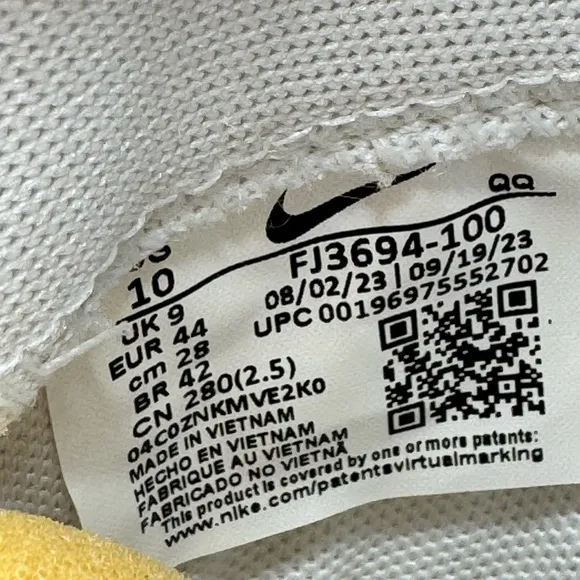 QQ
10
FJ3694-100
UK 9
08/02/23 | 09/19/23
EUR 44
UPC 00196975552702
cm 28
BR 42
CN 280(2.5)
04C0ZNKMVE2K0
MADE IN VIETNAM
HECHO EN VIETNAM
FABRIQUE AU VIETNAM
FABRICADO NO VIETNÃ
This product is covered by one or more patents:
www.nike.com/patentsvirtualmarking